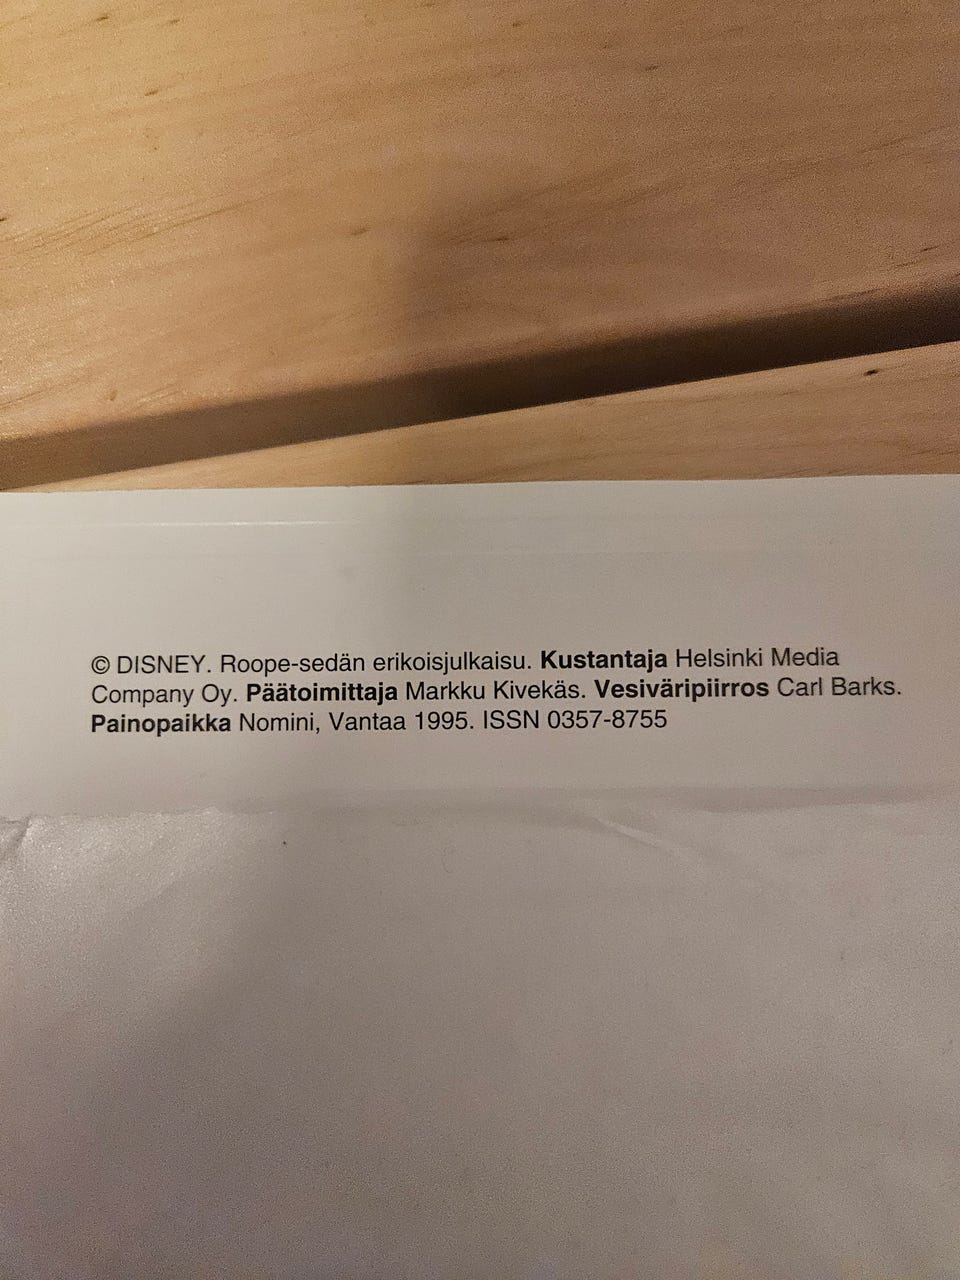 © DISNEY. Roope-sedän erikoisjulkaisu. Kustantaja Helsinki Media
Company Oy. Päätoimittaja Markku Kivekäs. Vesiväripiirros Carl Barks.
Painopaikka Nomini, Vantaa 1995. ISSN 0357-8755